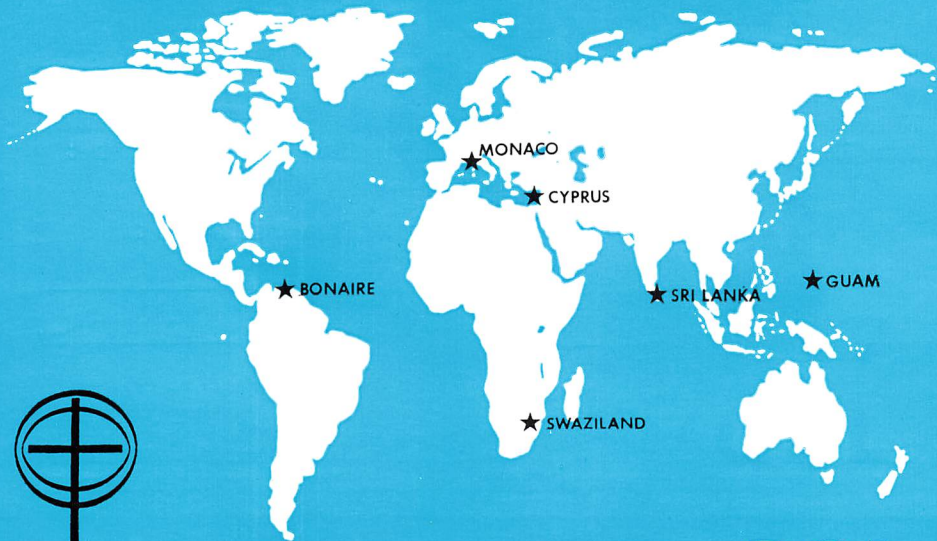 MONACO
CYPRUS
BONAIRE
GUAM
SRI LANKA
SWAZILAND